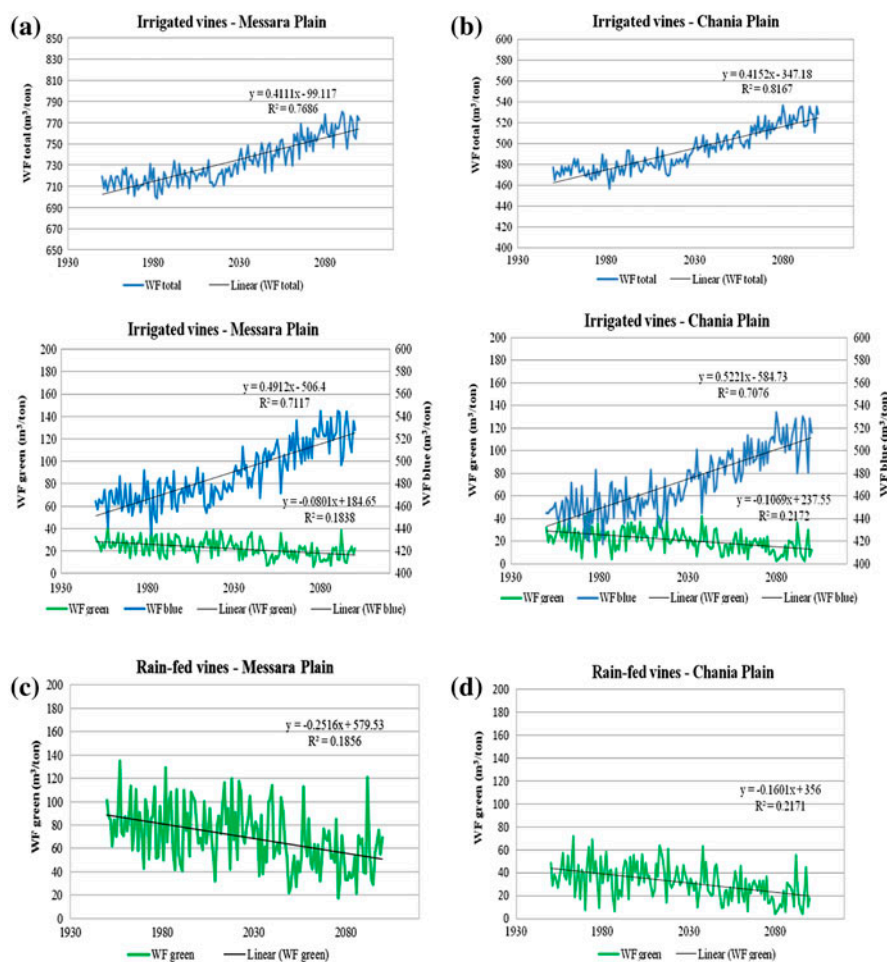 (a)
Irrigated vines - Messara Plain
WF total (m³/ton)
850
830
810
790
770
750
730
710
690
670
650
y = 0.4111x - 99.117
R² = 0.7686
1930 1980 2030 2080
WF total Linear (WF total)
(b)
Irrigated vines - Chania Plain
WF total (m³/ton)
600
580
560
540
520
500
480
460
440
420
400
y = 0.4152x - 347.18
R² = 0.8167
1930 1980 2030 2080
WF total Linear (WF total)
Irrigated vines - Messara Plain
WF green (m³/ton)
200
180
160
140
120
100
80
60
40
20
0
y = 0.4912x - 506.4
R² = 0.7117
y = -0.0801x + 184.65
R² = 0.1838
600
580
560
540
520
500
480
460
440
420
400
WF blue (m³/ton)
1930 1980 2030 2080
WF green WF blue Linear (WF green) Linear (WF blue)
Irrigated vines - Chania Plain
WF green (m³/ton)
200
180
160
140
120
100
80
60
40
20
0
y = 0.5221x - 584.73
R² = 0.7076
y = -0.1069x + 237.55
R² = 0.2172
600
580
560
540
520
500
480
460
440
420
400
WF blue (m³/ton)
1930 1980 2030 2080
WF green WF blue Linear (WF green) Linear (WF blue)
(c)
Rain-fed vines - Messara Plain
WF green (m³/ton)
200
180
160
140
120
100
80
60
40
20
0
y = -0.2516x + 579.53
R² = 0.1856
1930 1980 2030 2080
WF green Linear (WF green)
(d)
Rain-fed vines - Chania Plain
WF green (m³/ton)
200
180
160
140
120
100
80
60
40
20
0
y = -0.1601x + 356
R² = 0.2171
1930 1980 2030 2080
WF green Linear (WF green)